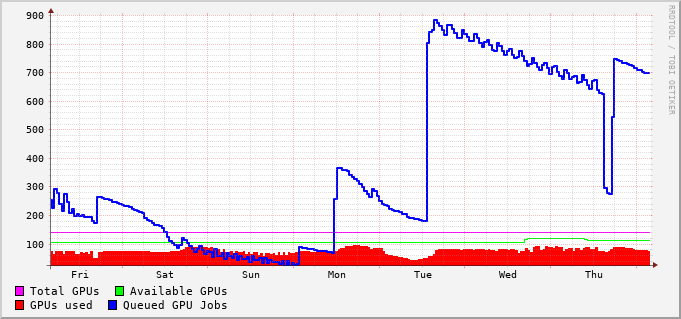 900
800
700
600
500
400
300
200
100
Fri Sat Sun Mon Tue Wed Thu
Total GPUs Available GPUs
GPUs used Queued GPU Jobs
RRDTOOL / TOBI OETIKER